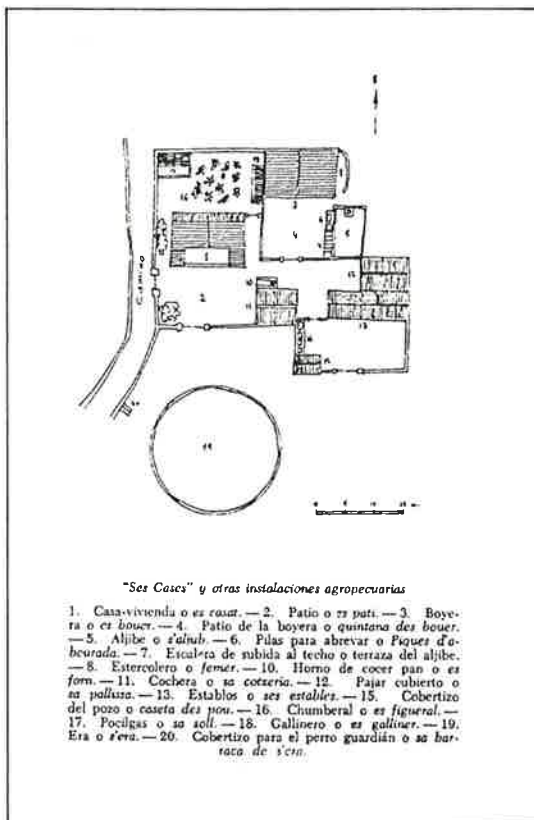 CAMINO
"Ses Cases" y otras instalaciones agropecuarias
1. Casa-vivienda o es casat. — 2. Patio o es pati. — 3. Boye-
ra o es bouer. — 4. Patio de la boyera o quintana des bouer.
— 5. Aljibe o s'aljub. — 6. Pilas para abrevar o Piques d'a-
beurada. — 7. Escalera de subida al techo o terraza del aljibe.
— 8. Estercolero o femer. — 10. Horno de cocer pan o es
forn. — 11. Cochera o sa cotxeria. — 12. Pajar cubierto o
sa pallissa. — 13. Establos o ses estables. — 15. Cobertizo
del pozo o caseta des pou. — 16. Chumberal o es figueral. —
17. Pocilgas o sa soll. — 18. Gallinero o es galliner. — 19.
Era o s'era. — 20. Cobertizo para el perro guardián o sa bar-
raca de s'era.